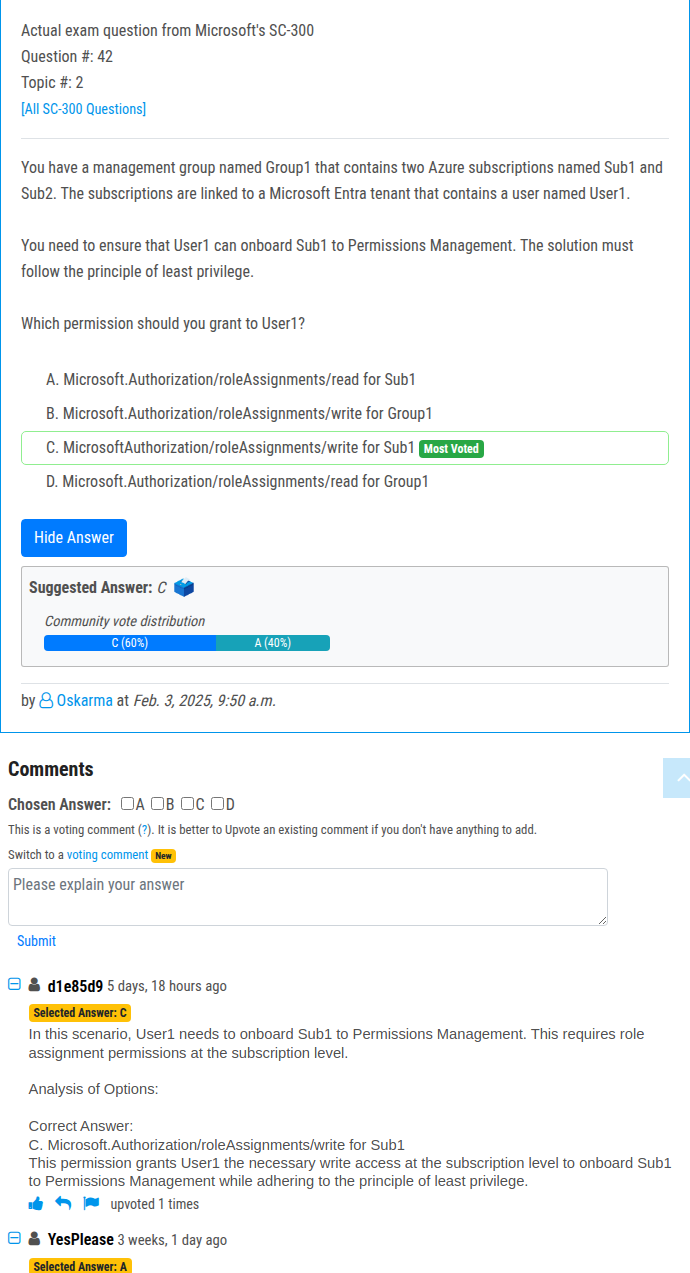 Actual exam question from Microsoft's SC-300
Question #: 42
Topic #: 2
[All SC-300 Questions]
You have a management group named Group1 that contains two Azure subscriptions named Sub1 and
Sub2. The subscriptions are linked to a Microsoft Entra tenant that contains a user named User1.
You need to ensure that User1 can onboard Sub1 to Permissions Management. The solution must
follow the principle of least privilege.
Which permission should you grant to User1?
A. Microsoft.Authorization/roleAssignments/read for Sub1
B. Microsoft.Authorization/roleAssignments/write for Group1
C. MicrosoftAuthorization/roleAssignments/write for Sub1 Most Voted
D. Microsoft.Authorization/roleAssignments/read for Group1
Hide Answer
Suggested Answer: C
Community vote distribution
C (60%) A (40%)
by Oskarma at Feb. 3, 2025, 9:50 a.m.
Comments
Chosen Answer: A B C D
This is a voting comment (?). It is better to Upvote an existing comment if you don't have anything to add.
Switch to a voting comment New
Please explain your answer
Submit
d1e85d9 5 days, 18 hours ago
Selected Answer: C
In this scenario, User1 needs to onboard Sub1 to Permissions Management. This requires role
assignment permissions at the subscription level.
Analysis of Options:
Correct Answer:
C. Microsoft.Authorization/roleAssignments/write for Sub1
This permission grants User1 the necessary write access at the subscription level to onboard Sub1
to Permissions Management while adhering to the principle of least privilege.
upvoted 1 times
YesPlease 3 weeks, 1 day ago
Selected Answer: A